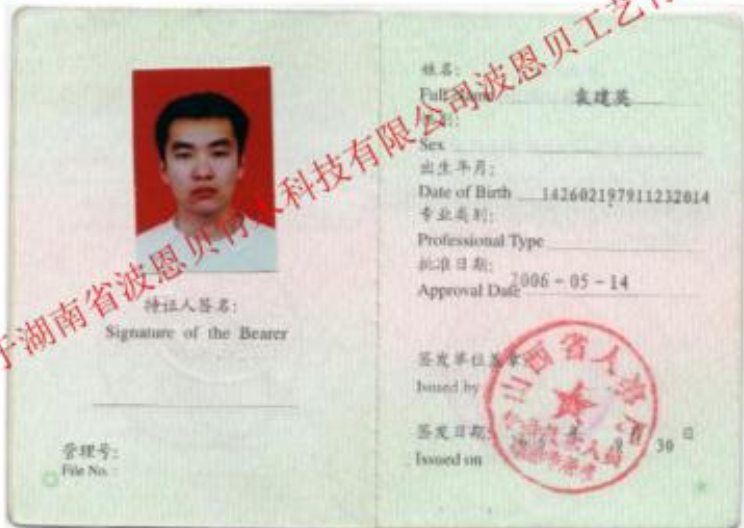 持证人签名:
Signature of the Bearer
管理号:
File No. :
姓名:
Full Name 袁建英
性别:
Sex
出生年月:
Date of Birth 142602197911232014
专业类别:
Professional Type
批准日期:
Approval Date 2006-05-14
签发单位盖章
Issued by
签发日期:
30 日
Issued on
山西省人
湖南省波恩贝竹木科技有限公司波恩贝工艺